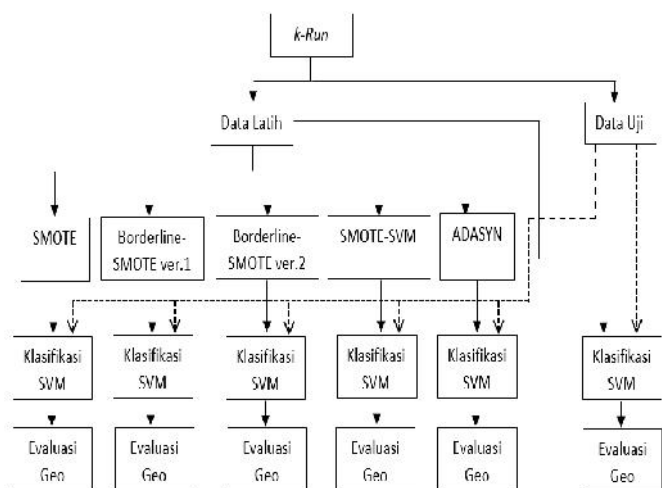 k-Run
Data Latih
Data Uji
SMOTE
Borderline-
SMOTE ver.1
Borderline-
SMOTE ver.2
SMOTE-SVM
ADASYN
Klasifikasi
SVM
Klasifikasi
SVM
Klasifikasi
SVM
Klasifikasi
SVM
Klasifikasi
SVM
Klasifikasi
SVM
Evaluasi
Geo
Evaluasi
Geo
Evaluasi
Geo
Evaluasi
Geo
Evaluasi
Geo
Evaluasi
Geo